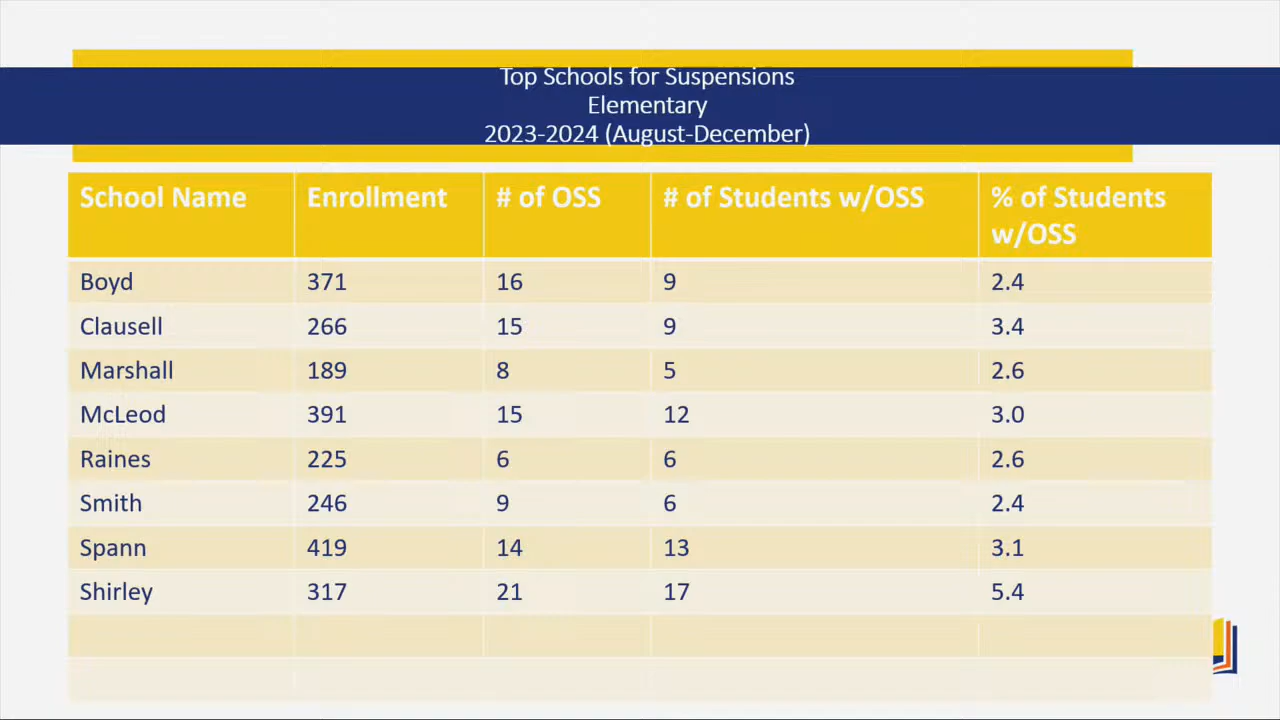 Top Schools for Suspensions
Elementary
2023-2024 (August-December)
School Name Enrollment # of OSS # of Students w/OSS % of Students w/OSS
Boyd 371 16 9 2.4
Clausell 266 15 9 3.4
Marshall 189 8 5 2.6
McLeod 391 15 12 3.0
Raines 225 6 6 2.6
Smith 246 9 6 2.4
Spann 419 14 13 3.1
Shirley 317 21 17 5.4